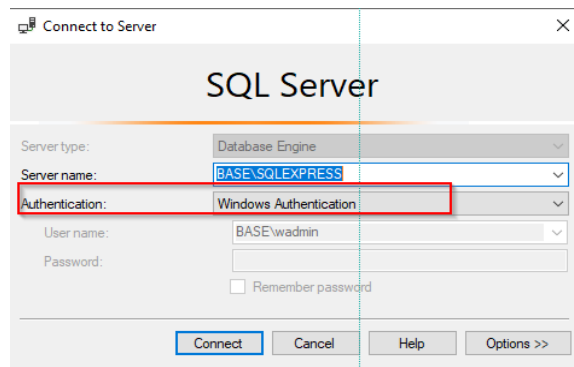 Connect to Server
SQL Server
Server type: Database Engine
Server name: BASE\SQLEXPRESS
Authentication: Windows Authentication
User name: BASE\wadmin
Password:
Remember password
Connect Cancel Help Options >>